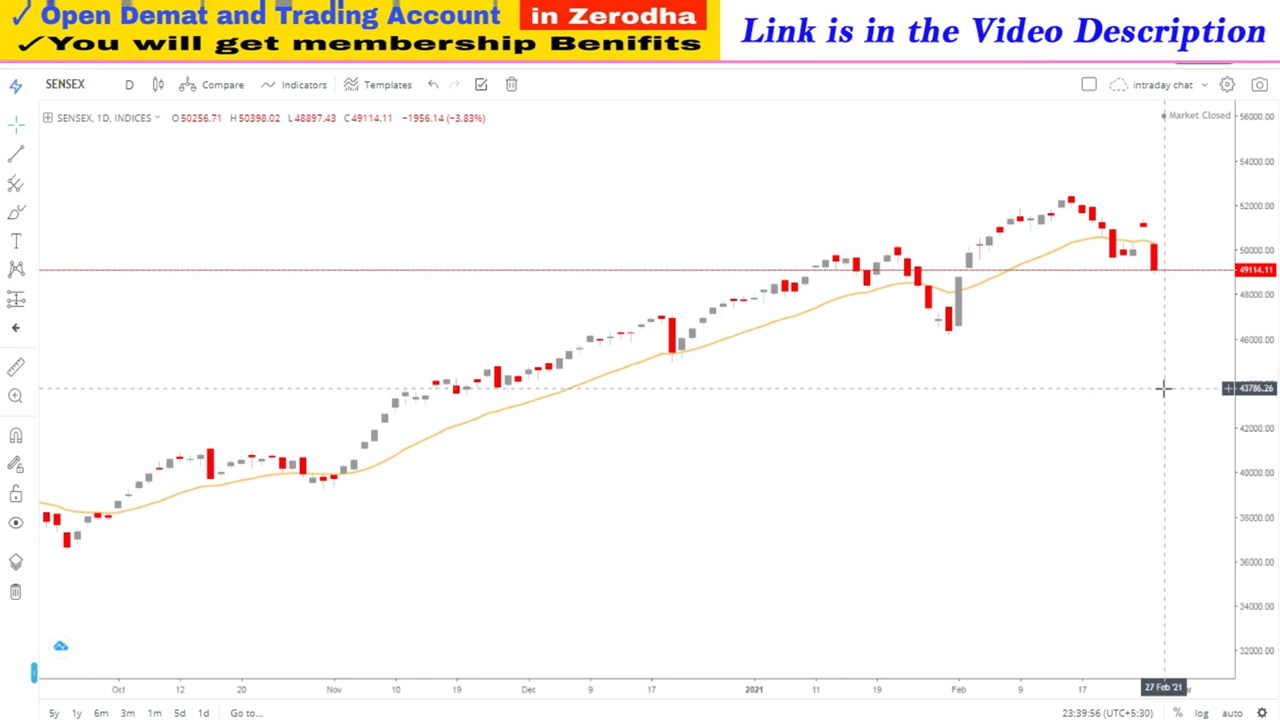 ✓ Open Demat and Trading Account in Zerodha
✓You will get membership Benifits
Link is in the Video Description
SENSEX D Compare Indicators Templates intraday chat
SENSEX, 1D, INDICES O50256.71 H50398.02 L48897.43 C49114.11 −1956.14 (−3.83%)
Market Closed
56000.00
54000.00
52000.00
50000.00
49114.11
48000.00
46000.00
43786.26
42000.00
40000.00
38000.00
36000.00
34000.00
32000.00
Oct 12 20 Nov 10 19 Dec 9 17 2021 11 19 Feb 9 17 27 Feb '21
5y 1y 6m 3m 1m 5d 1d Go to... 23:39:56 (UTC+5:30) % log auto